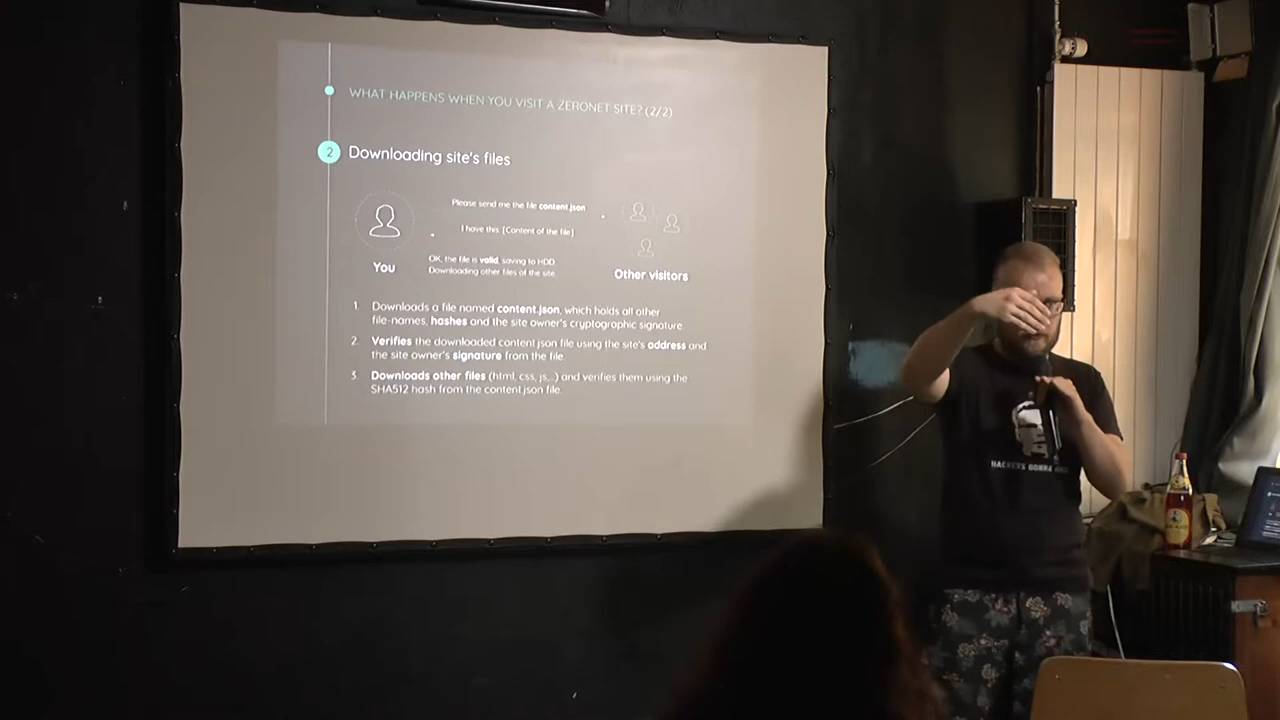 WHAT HAPPENS WHEN YOU VISIT A ZERONET SITE? (2/2)
2 Downloading site's files
Please send me the file content.json
I have this: [Content of the file]
OK, the file is valid, saving to HDD.
Downloading other files of the site.
You
Other visitors
1. Downloads a file named content.json, which holds all other
file-names, hashes and the site owner's cryptographic signature.
2. Verifies the downloaded content.json file using the site's address and
the site owner's signature from the file.
3. Downloads other files (html, css, js,..) and verifies them using the
SHA512 hash from the content.json file.
HACKERS GONNA